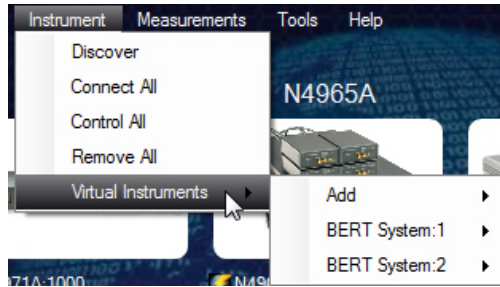 Instrument Measurements Tools Help
Discover
Connect All
N4965A
Control All
Remove All
Virtual Instruments
Add
BERT System:1
BERT System:2